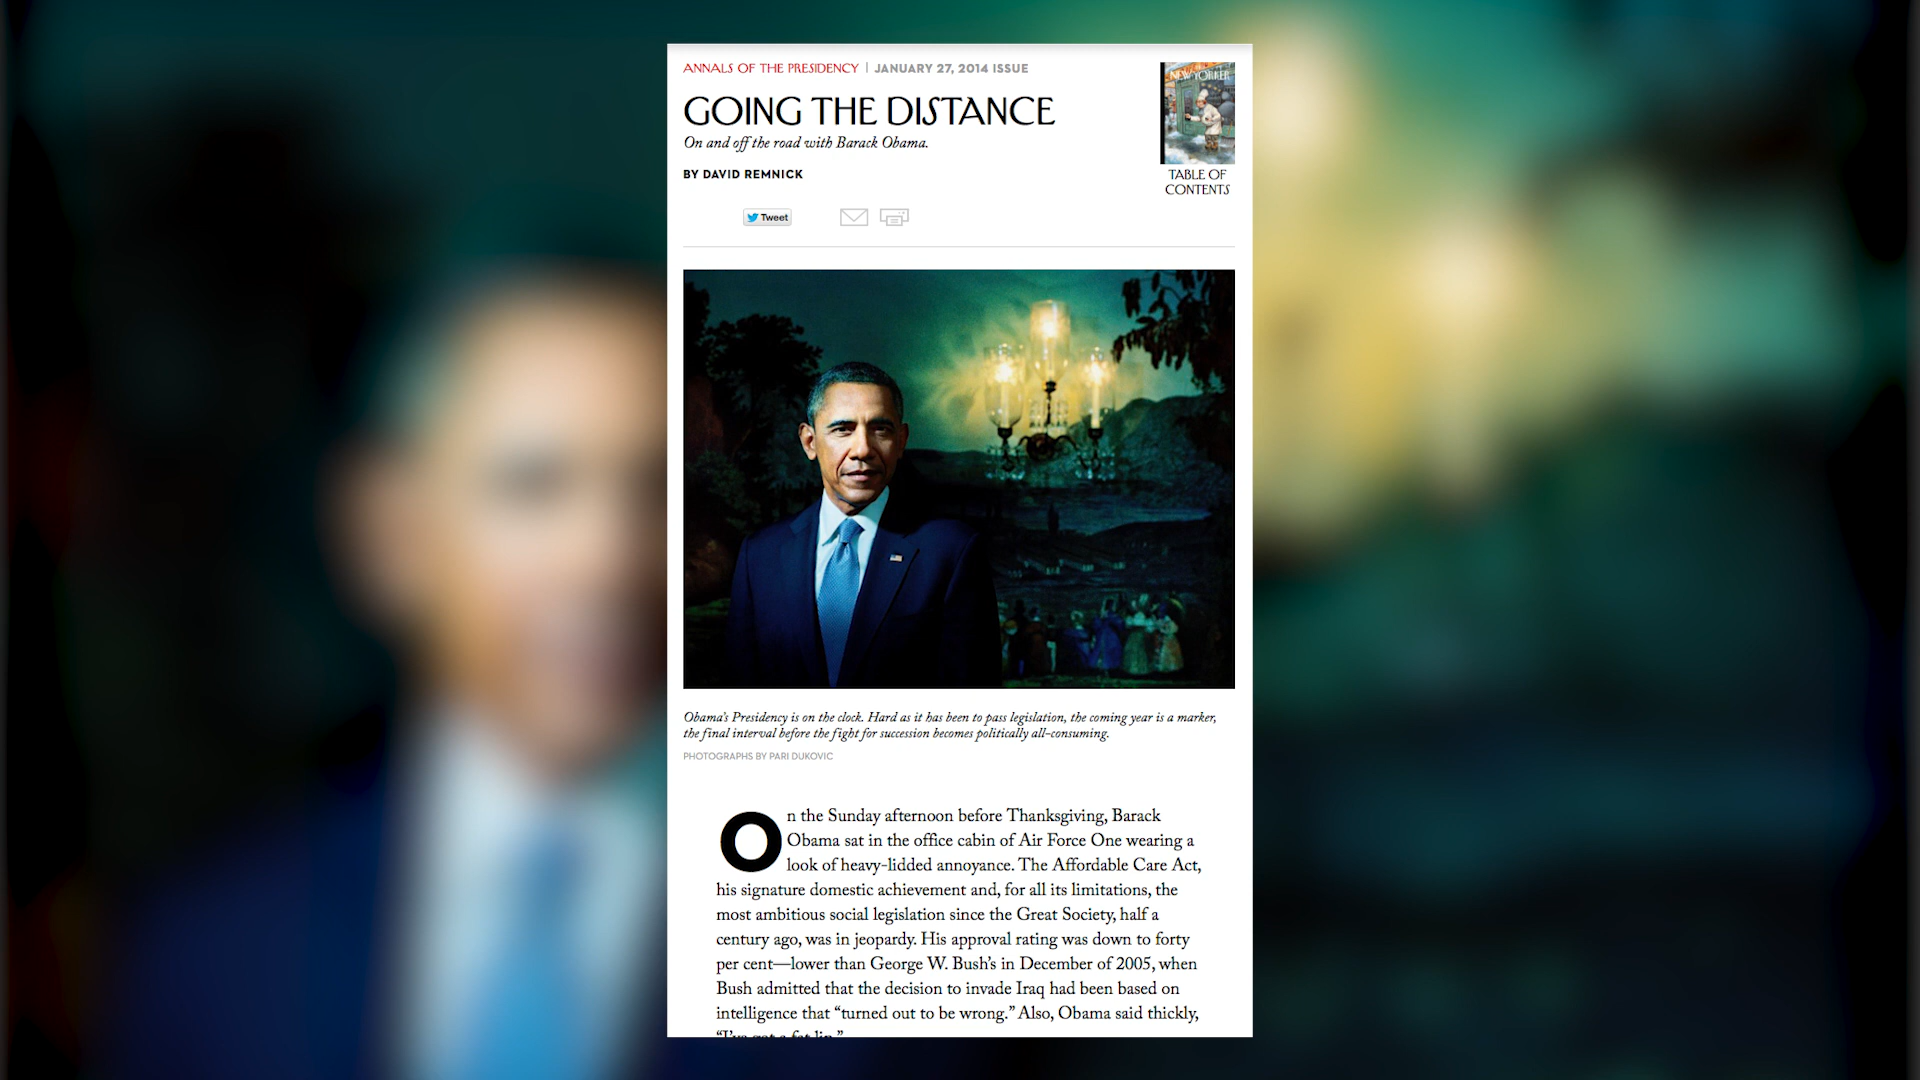 ANNALS OF THE PRESIDENCY | JANUARY 27, 2014 ISSUE
GOING THE DISTANCE
On and off the road with Barack Obama.
BY DAVID REMNICK
NEW YORKER
TABLE OF
CONTENTS
Tweet
Obama's Presidency is on the clock. Hard as it has been to pass legislation, the coming year is a marker,
the final interval before the fight for succession becomes politically all-consuming.
PHOTOGRAPHS BY PARI DUKOVIC
On the Sunday afternoon before Thanksgiving, Barack
Obama sat in the office cabin of Air Force One wearing a
look of heavy-lidded annoyance. The Affordable Care Act,
his signature domestic achievement and, for all its limitations, the
most ambitious social legislation since the Great Society, half a
century ago, was in jeopardy. His approval rating was down to forty
per cent—lower than George W. Bush's in December of 2005, when
Bush admitted that the decision to invade Iraq had been based on
intelligence that “turned out to be wrong.” Also, Obama said thickly,
“I've got a fat lip.”